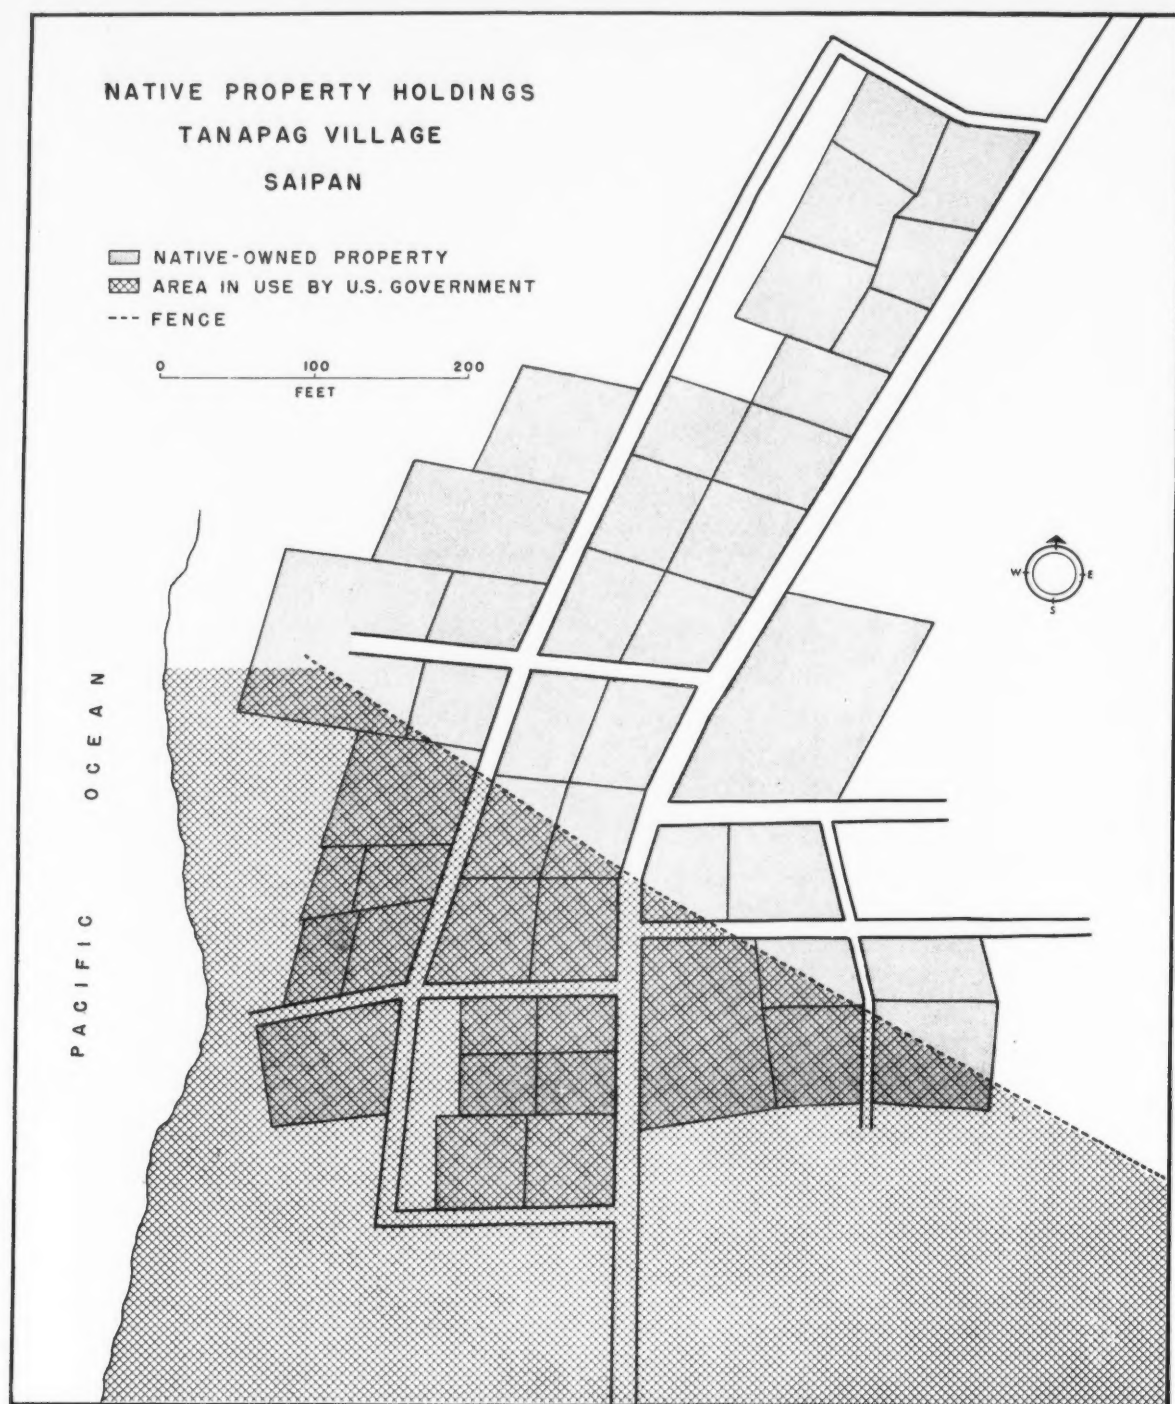 NATIVE PROPERTY HOLDINGS
TANAPAG VILLAGE
SAIPAN
NATIVE-OWNED PROPERTY
AREA IN USE BY U.S. GOVERNMENT
FENCE
0 100 200
FEET
W E
S
PACIFIC OCEAN